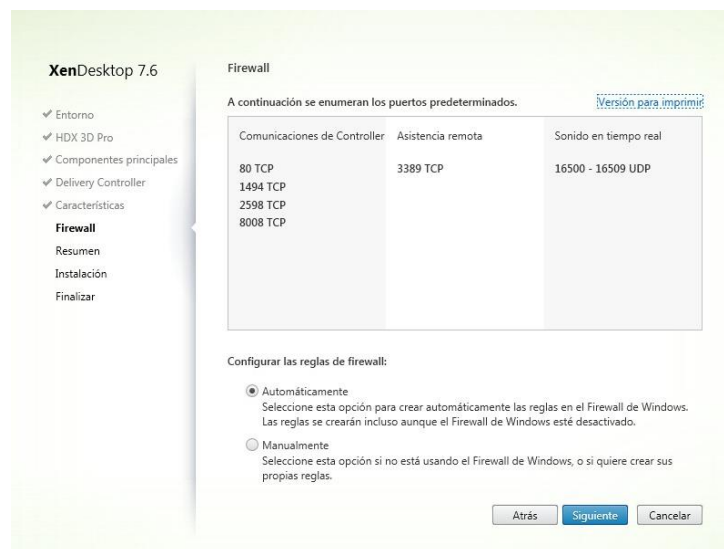 XenDesktop 7.6
Entorno
HDX 3D Pro
Componentes principales
Delivery Controller
Características
Firewall
Resumen
Instalación
Finalizar
Firewall
A continuación se enumeran los puertos predeterminados.
Versión para imprimir
Comunicaciones de Controller
80 TCP
1494 TCP
2598 TCP
8008 TCP
Asistencia remota
3389 TCP
Sonido en tiempo real
16500 - 16509 UDP
Configurar las reglas de firewall:
Automáticamente
Seleccione esta opción para crear automáticamente las reglas en el Firewall de Windows.
Las reglas se crearán incluso aunque el Firewall de Windows esté desactivado.
Manualmente
Seleccione esta opción si no está usando el Firewall de Windows, o si quiere crear sus
propias reglas.
Atrás
Siguiente
Cancelar